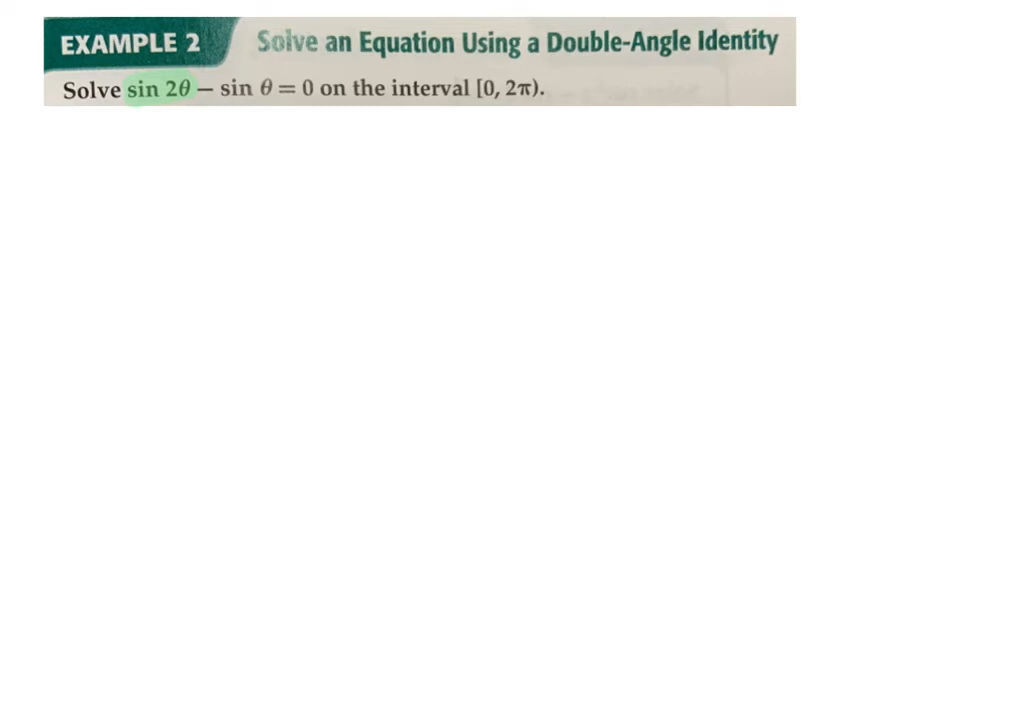 EXAMPLE 2 Solve an Equation Using a Double-Angle Identity
Solve sin 2θ – sin θ = 0 on the interval [0, 2π).